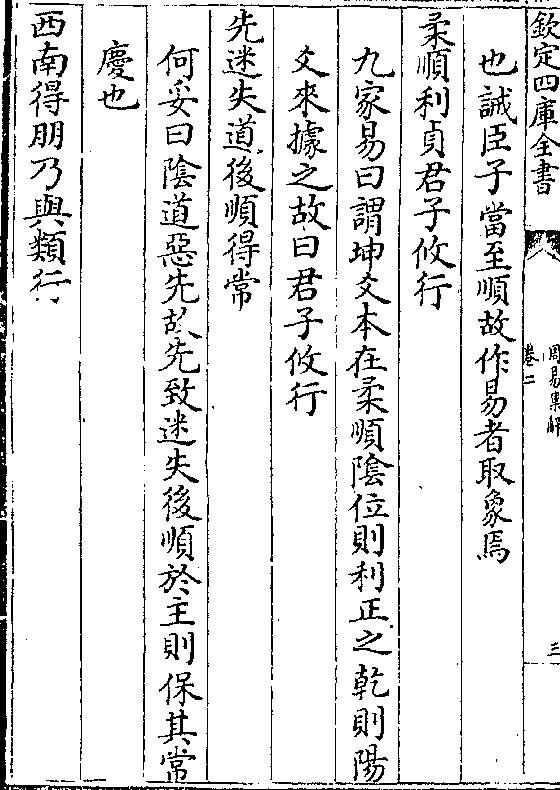 欽定四庫全書
周易集解
卷二
三
也誡臣子當至順故作易者取象焉
柔順利貞君子攸行
九家易曰謂坤爻本在柔順陰位則利正之乾則陽
爻來據之故曰君子攸行
先迷失道後順得常
何妥曰陰道惡先故先致迷失後順於主則保其常
慶也
西南得朋乃與類行